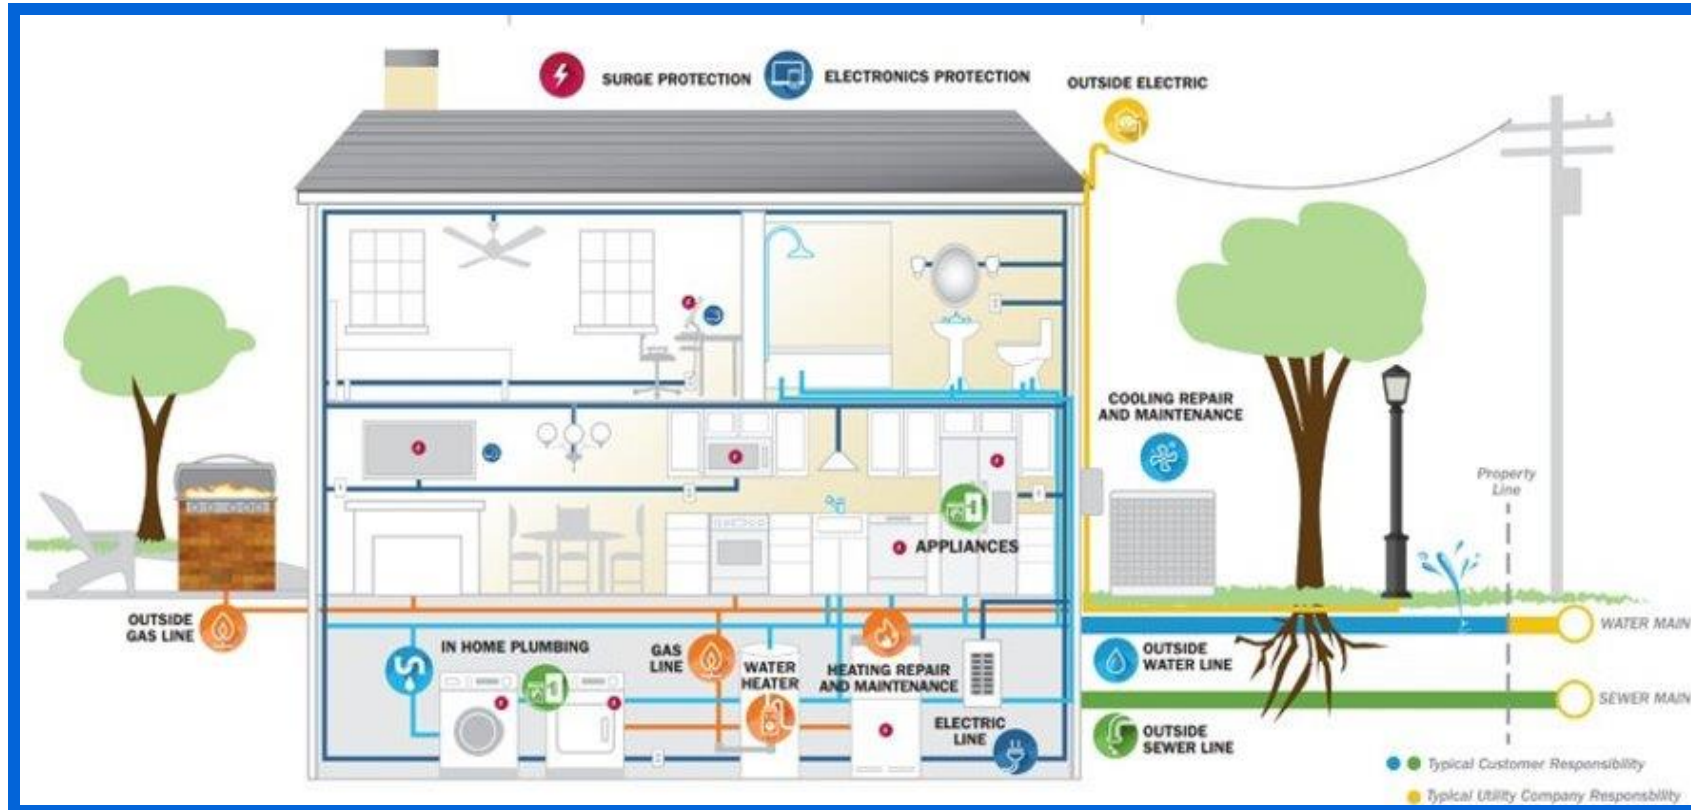 SURGE PROTECTION
ELECTRONICS PROTECTION
OUTSIDE ELECTRIC
COOLING REPAIR
AND MAINTENANCE
Property
Line
APPLIANCES
OUTSIDE
GAS LINE
IN HOME PLUMBING
GAS
LINE
WATER
HEATER
HEATING REPAIR
AND MAINTENANCE
ELECTRIC
LINE
OUTSIDE
WATER LINE
WATER MAIN
SEWER MAIN
OUTSIDE
SEWER LINE
Typical Customer Responsibility
Typical Utility Company Responsbility